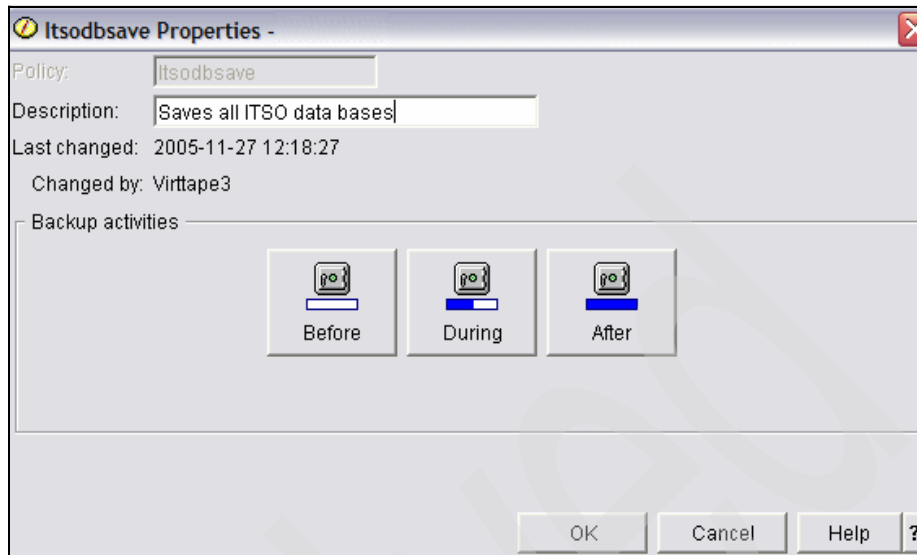 Itsodbsave Properties -
Policy: Itsodbsave
Description: Saves all ITSO data bases
Last changed: 2005-11-27 12:18:27
Changed by: Virttape3
Backup activities
Before During After
OK Cancel Help ?